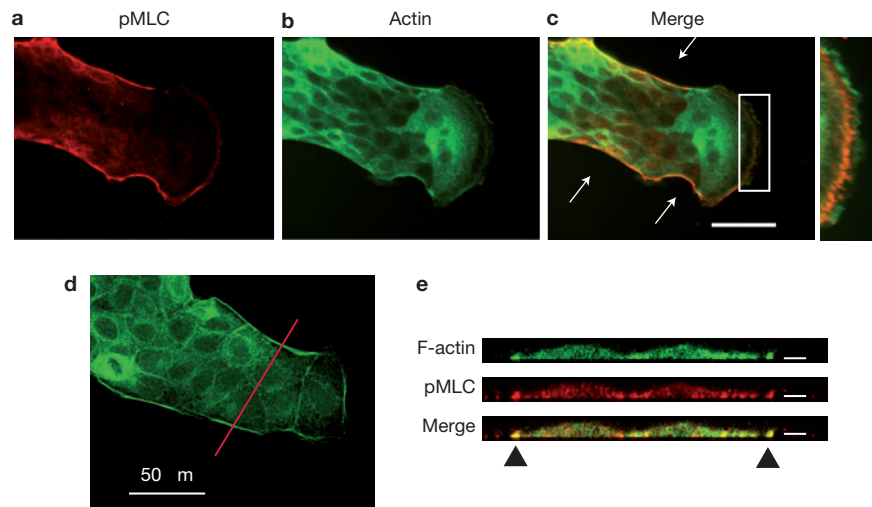 a pMLC
b Actin
c Merge
d
50 m
e
F-actin
pMLC
Merge